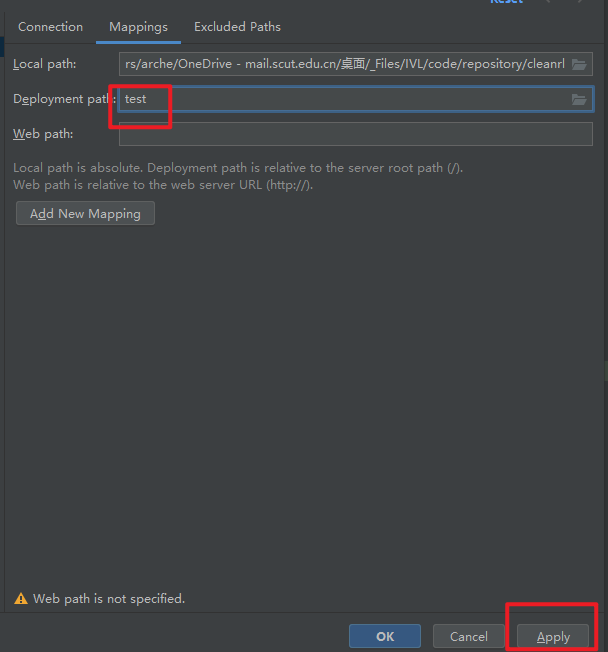 Reset
Connection Mappings Excluded Paths
Local path: rs/arche/OneDrive - mail.scut.edu.cn/桌面/_Files/IVL/code/repository/cleanrl
Deployment path: test
Web path:
Local path is absolute. Deployment path is relative to the server root path (/).
Web path is relative to the web server URL (http://).
Add New Mapping
Web path is not specified.
OK Cancel Apply